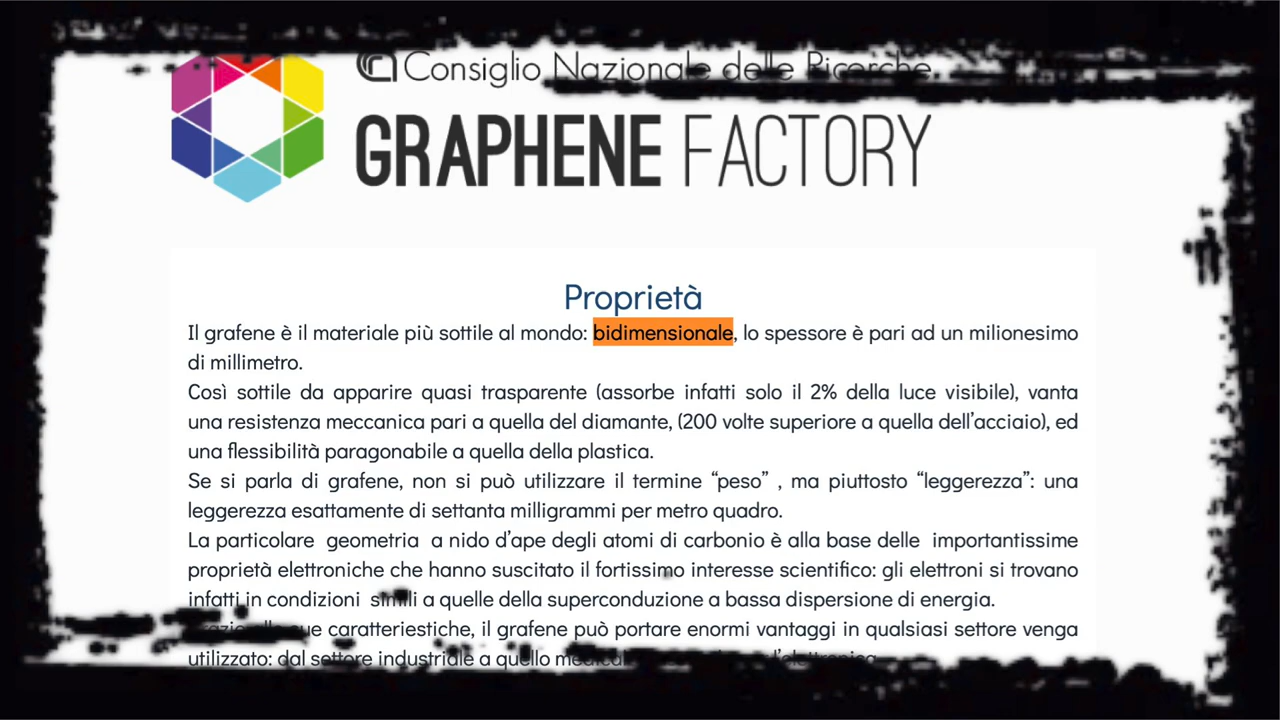 Consiglio Nazionale delle Ricerche
GRAPHENE FACTORY
Proprietà
Il grafene è il materiale più sottile al mondo: bidimensionale, lo spessore è pari ad un milionesimo
di millimetro.
Così sottile da apparire quasi trasparente (assorbe infatti solo il 2% della luce visibile), vanta
una resistenza meccanica pari a quella del diamante, (200 volte superiore a quella dell'acciaio), ed
una flessibilità paragonabile a quella della plastica.
Se si parla di grafene, non si può utilizzare il termine “peso” , ma piuttosto “leggerezza”: una
leggerezza esattamente di settanta milligrammi per metro quadro.
La particolare geometria a nido d'ape degli atomi di carbonio è alla base delle importantissime
proprietà elettroniche che hanno suscitato il fortissimo interesse scientifico: gli elettroni si trovano
infatti in condizioni simili a quelle della superconduzione a bassa dispersione di energia.
caratteriestiche, il grafene può portare enormi vantaggi in qualsiasi settore venga
utilizzato: dal settore industriale a quello